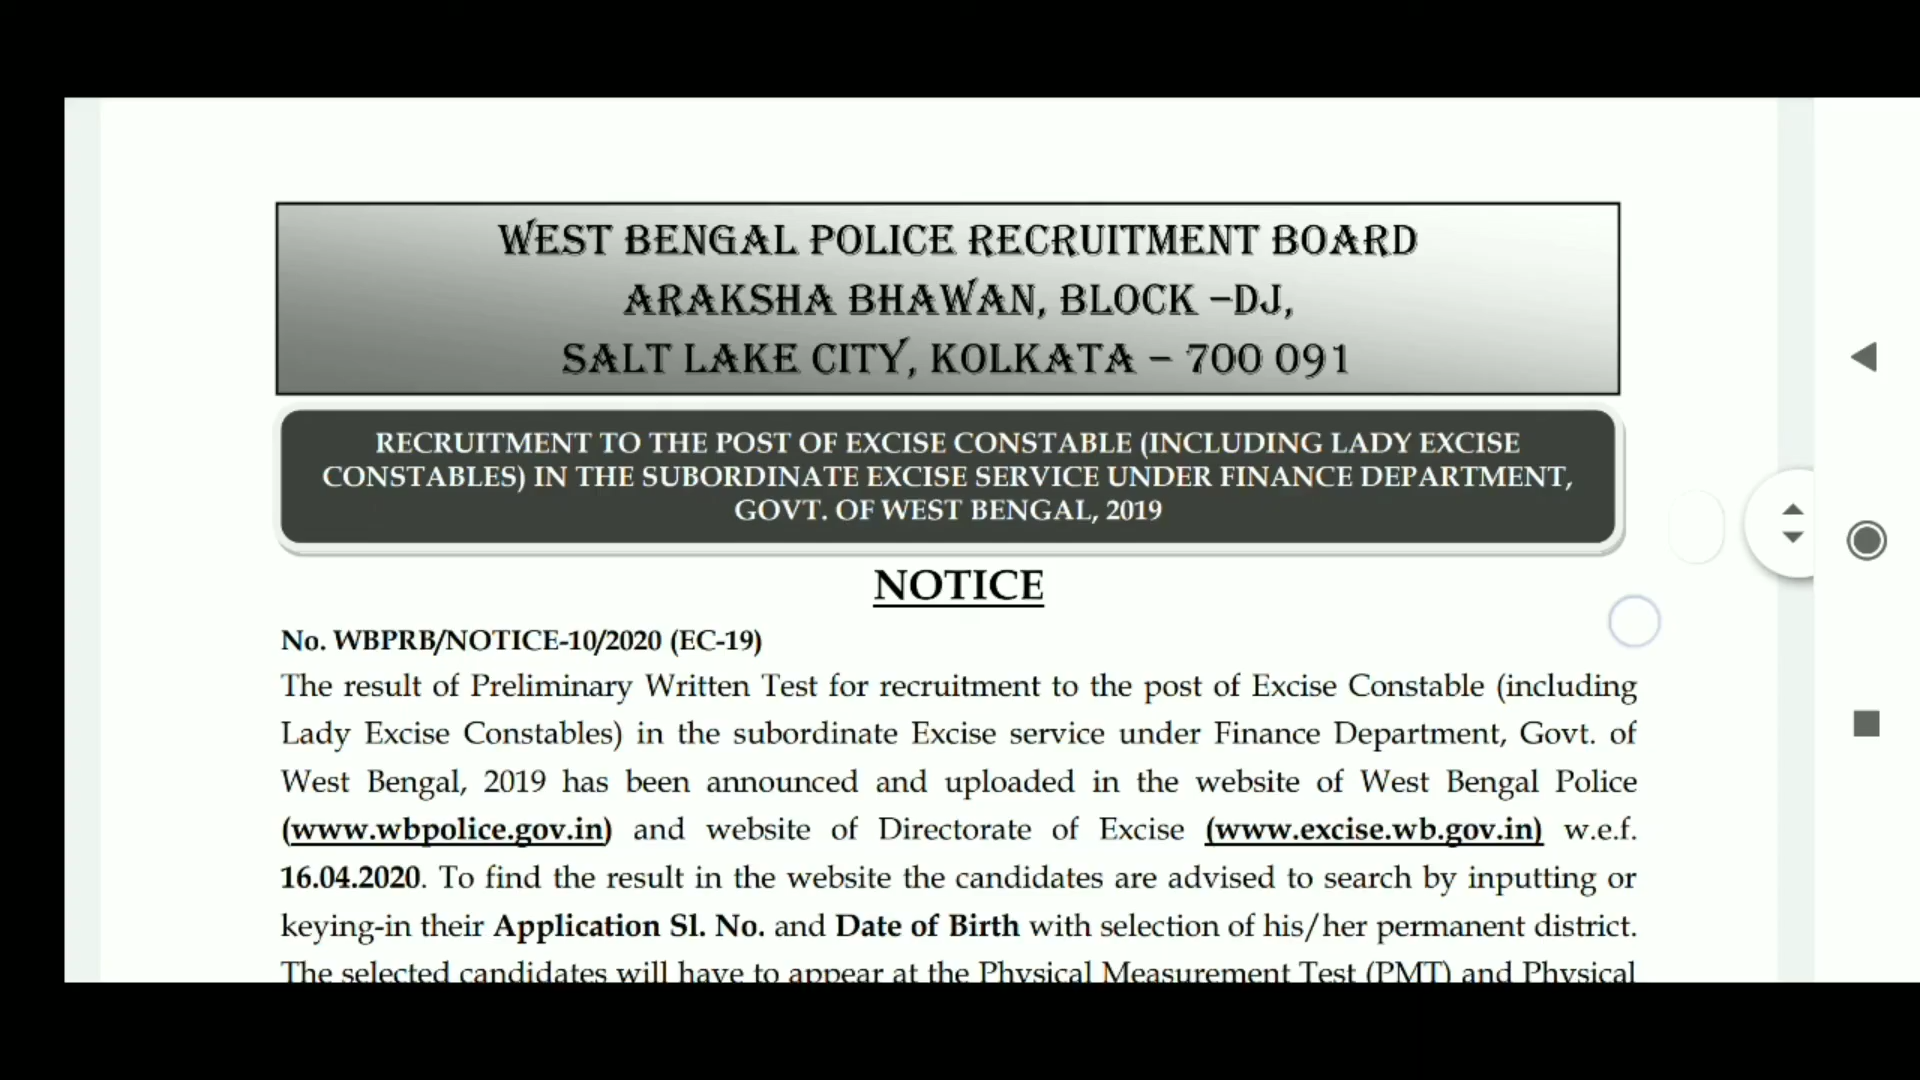 WEST BENGAL POLICE RECRUITMENT BOARD
ARAKSHA BHAWAN, BLOCK –DJ,
SALT LAKE CITY, KOLKATA – 700 091
RECRUITMENT TO THE POST OF EXCISE CONSTABLE (INCLUDING LADY EXCISE
CONSTABLES) IN THE SUBORDINATE EXCISE SERVICE UNDER FINANCE DEPARTMENT,
GOVT. OF WEST BENGAL, 2019
NOTICE
No. WBPRB/NOTICE-10/2020 (EC-19)
The result of Preliminary Written Test for recruitment to the post of Excise Constable (including
Lady Excise Constables) in the subordinate Excise service under Finance Department, Govt. of
West Bengal, 2019 has been announced and uploaded in the website of West Bengal Police
(www.wbpolice.gov.in) and website of Directorate of Excise (www.excise.wb.gov.in) w.e.f.
16.04.2020. To find the result in the website the candidates are advised to search by inputting or
keying-in their Application Sl. No. and Date of Birth with selection of his/her permanent district.
The selected candidates will have to appear at the Physical Measurement Test (PMT) and Physical